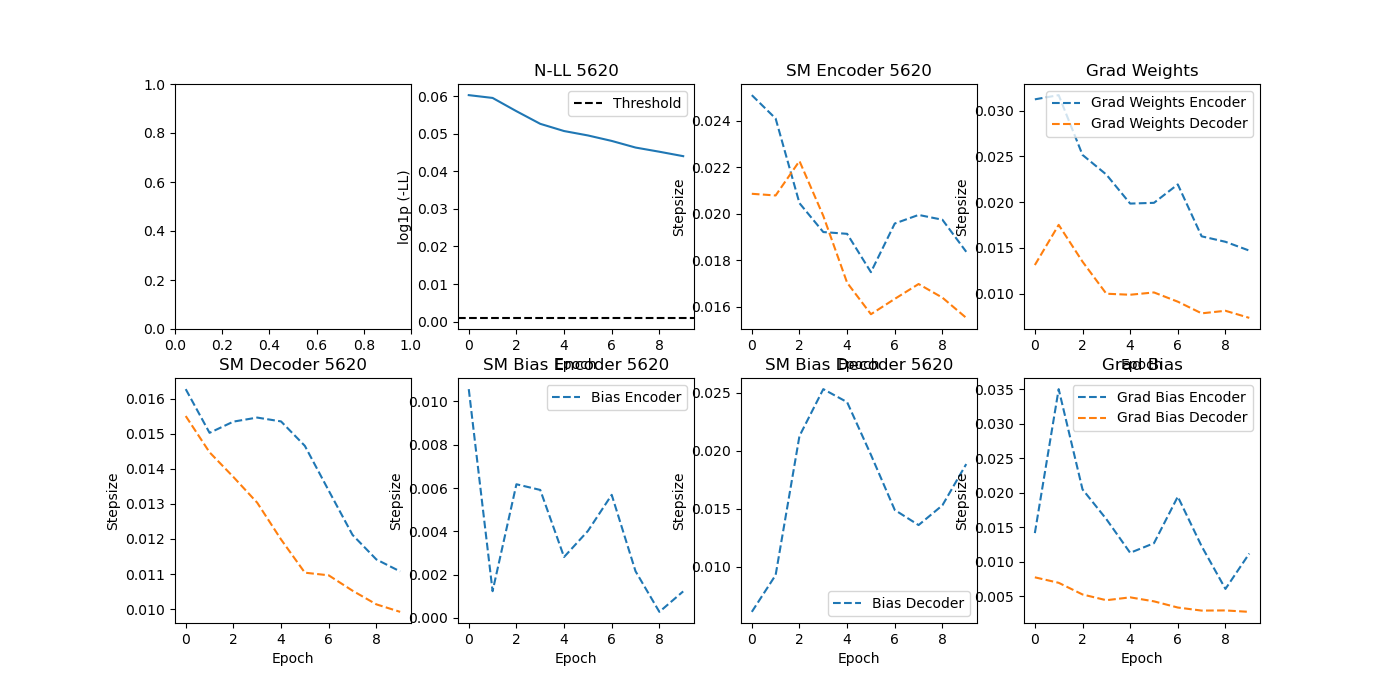 1.0
0.8
0.6
0.4
0.2
0.0
0.0 0.2 0.4 0.6 0.8 1.0
N-LL 5620
Threshold
log1p (-LL)
0.06
0.05
0.04
0.03
0.02
0.01
0.00
0 2 4 6 8
Epoch
SM Encoder 5620
Stepsize
0.024
0.022
0.020
0.018
0.016
0 2 4 6 8
Epoch
Grad Weights
Grad Weights Encoder
Grad Weights Decoder
Stepsize
0.030
0.025
0.020
0.015
0.010
0 2 4 6 8
Epoch
SM Decoder 5620
Stepsize
0.016
0.015
0.014
0.013
0.012
0.011
0.010
0 2 4 6 8
Epoch
SM Bias Encoder 5620
Bias Encoder
Stepsize
0.010
0.008
0.006
0.004
0.002
0.000
0 2 4 6 8
Epoch
SM Bias Decoder 5620
Stepsize
0.025
0.020
0.015
0.010
Bias Decoder
0 2 4 6 8
Epoch
Grad Bias
Grad Bias Encoder
Grad Bias Decoder
Stepsize
0.035
0.030
0.025
0.020
0.015
0.010
0.005
0 2 4 6 8
Epoch